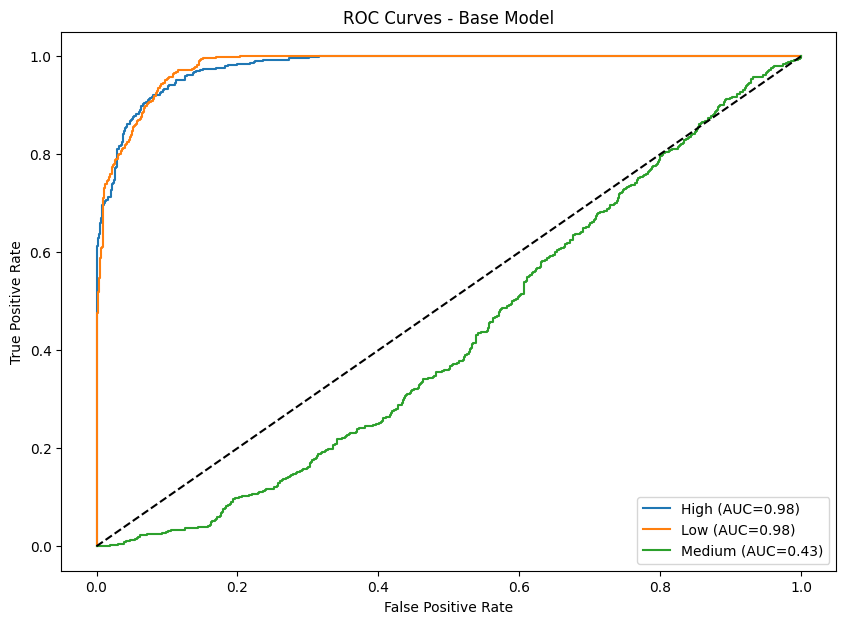 ROC Curves - Base Model
True Positive Rate
1.0
0.8
0.6
0.4
0.2
0.0
0.0 0.2 0.4 0.6 0.8 1.0
False Positive Rate
High (AUC=0.98)
Low (AUC=0.98)
Medium (AUC=0.43)